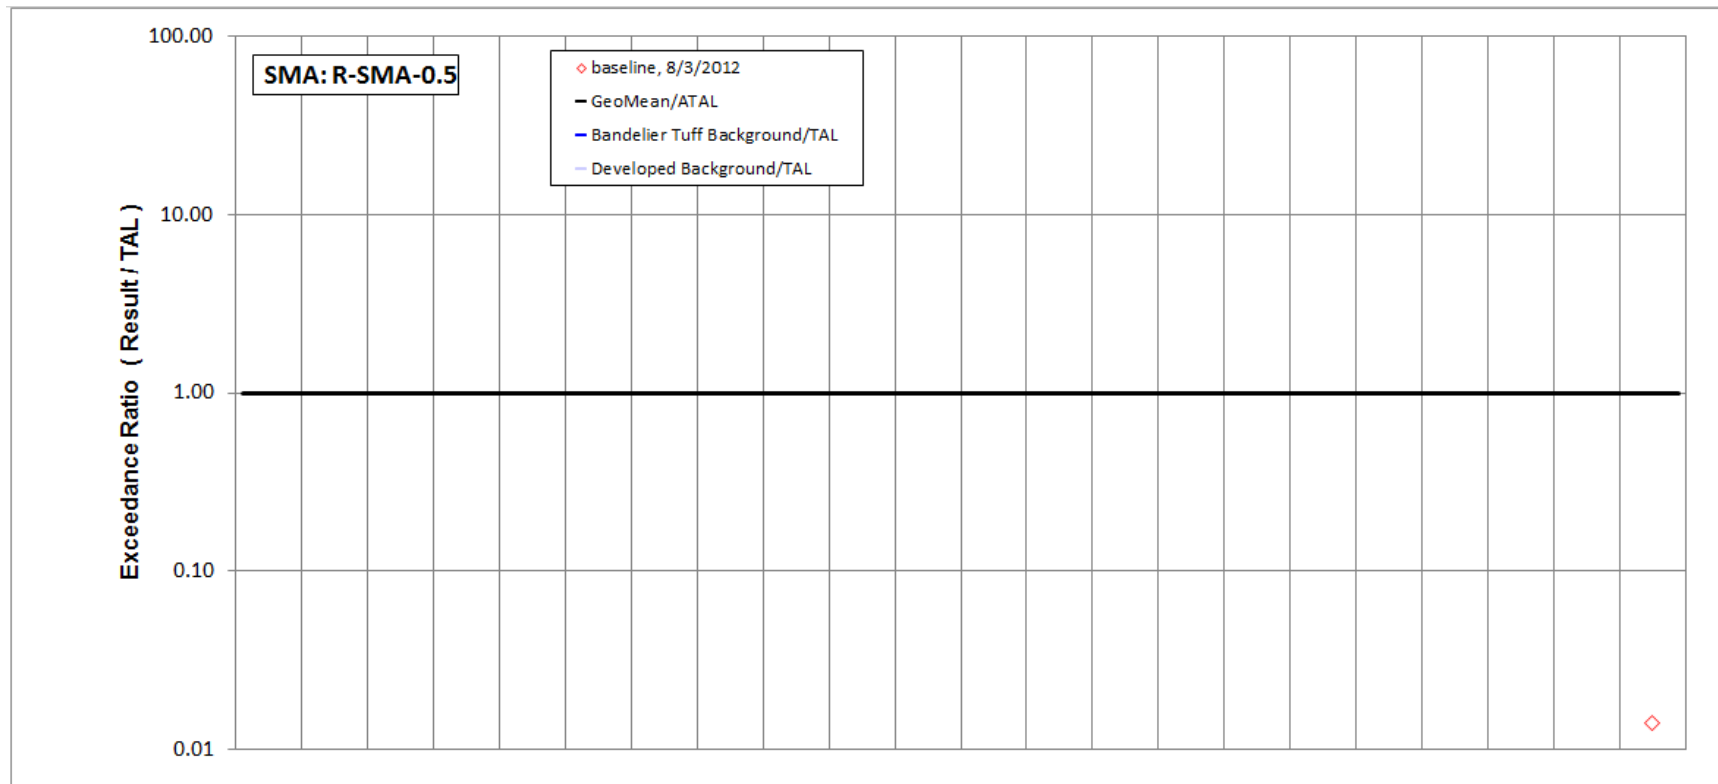 100.00
SMA: R-SMA-0.5
baseline, 8/3/2012
GeoMean/ATAL
Bandelier Tuff Background/TAL
Developed Background/TAL
10.00
Exceedance Ratio ( Result / TAL )
1.00
0.10
0.01